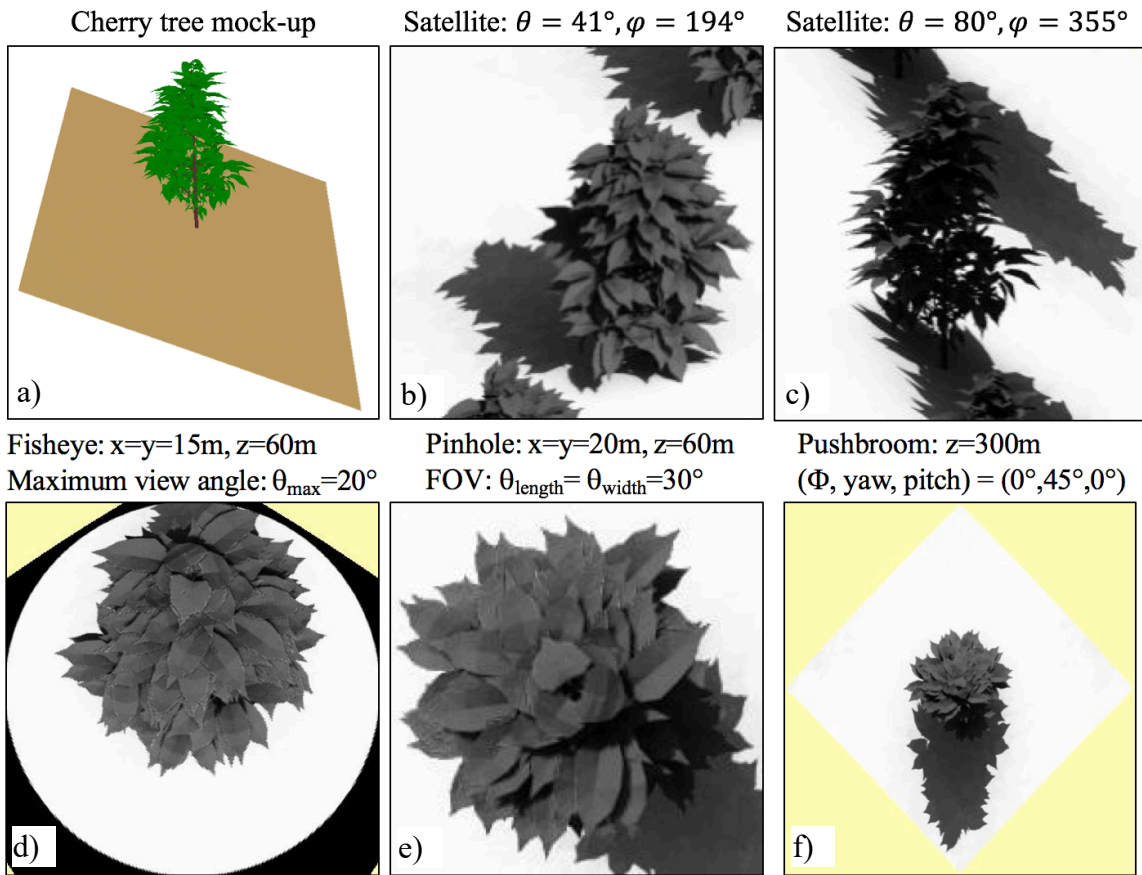 Cherry tree mock-up
Satellite: θ = 41°, φ = 194°
Satellite: θ = 80°, φ = 355°
a)
b)
c)
Fisheye: x=y=15m, z=60m
Maximum view angle: θmax=20°
Pinhole: x=y=20m, z=60m
FOV: θlength= θwidth=30°
Pushbroom: z=300m
(Φ, yaw, pitch) = (0°,45°,0°)
d)
e)
f)